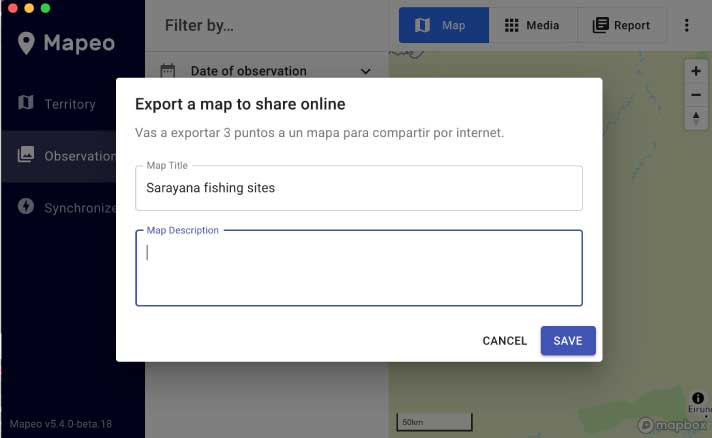 Mapeo
Territory
Observation
Synchronize
Mapeo v5.4.0-beta.18
Filter by...
Date of observation
Map
Media
Report
Export a map to share online
Vas a exportar 3 puntos a un mapa para compartir por internet.
Map Title
Sarayana fishing sites
Map Description
CANCEL
SAVE
50km
Eirun
mapbox